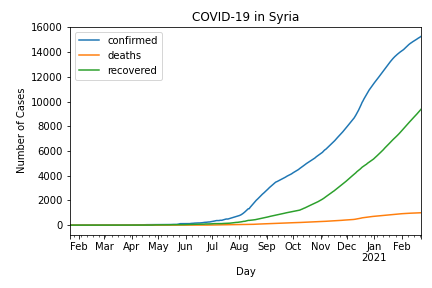 COVID-19 in Syria
16000
14000
12000
10000
8000
6000
4000
2000
0
Number of Cases
confirmed
deaths
recovered
Feb Mar Apr May Jun Jul Aug Sep Oct Nov Dec Jan Feb
2021
Day